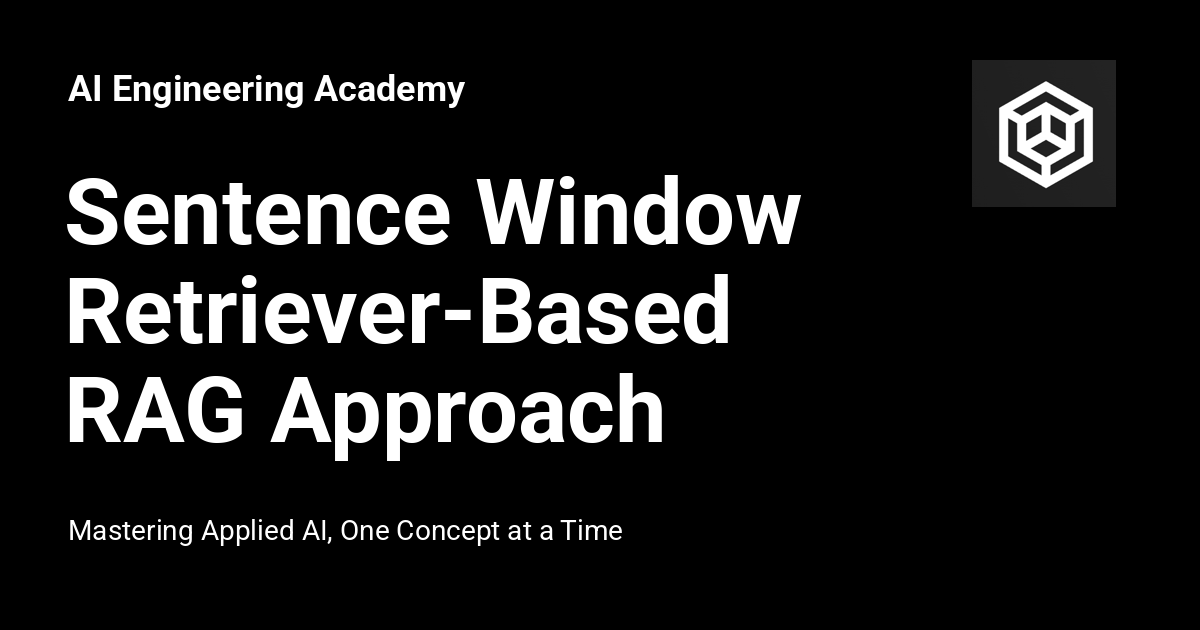 AI Engineering Academy
Sentence Window
Retriever-Based
RAG Approach
Mastering Applied AI, One Concept at a Time